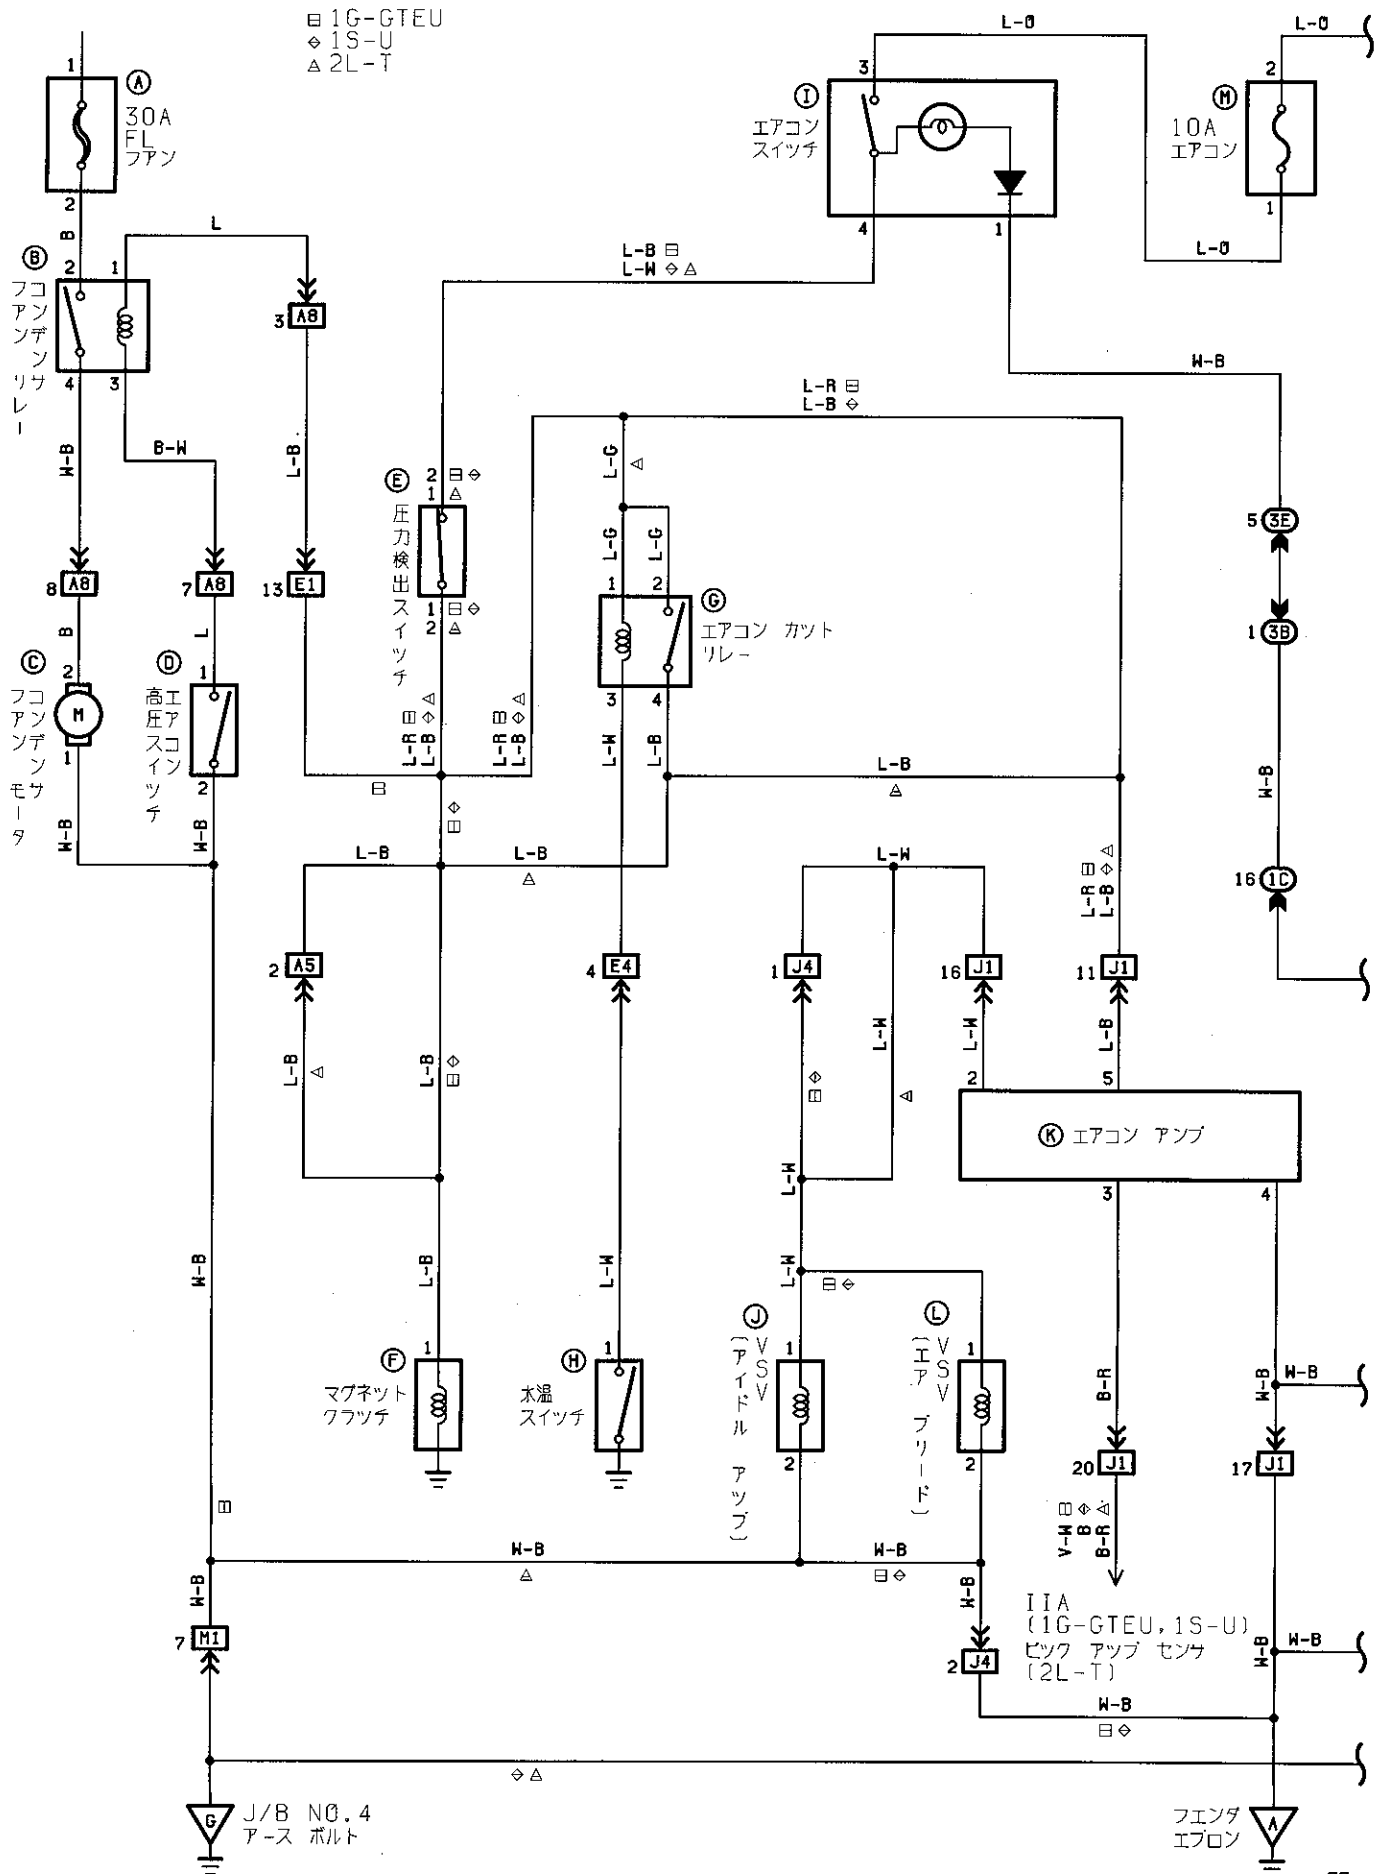 ⊟ 1G-GTEU
◇ 1S-U
△ 2L-T
L-O
L-O
1
A
30A
FL
フアン
2
B
3
I
エアコン
スイッチ
4
1
2
M
10A
エアコン
1
L-O
L
L-B ⊟
L-W ◇ △
B
2
1
コンデンサ
フアン リレー
4
3
3 A8
W-B
L-R ⊟
L-B ◇
W-B
B-W
L-B
L-G △
E
2 ⊟ ◇
1 △
圧力検出スイッチ
1 ⊟ ◇
2 △
5 3E
L-G
L-G
8 A8
7 A8
13 E1
1
2
G
エアコン カット
リレー
3
4
1 3B
B
L
C
2
M
1
コンデンサ
フアン モータ
D
1
エアコン
高圧スイッチ
2
L-R ⊟
L-B ◇ △
L-R ⊟
L-B ◇ △
L-W
L-B
L-B
△
⊟
◇
⊟
W-B
W-B
W-B
L-B
L-B
△
L-W
L-R ⊟
L-B ◇ △
16 1C
2 A5
4 E4
1 J4
16 J1
11 J1
L-B △
L-B ◇ ⊟
◇ ⊟
L-W
△
L-W
L-B
2
5
K エアコン アンプ
3
4
L-W
W-B
L-B
L-W
L-W
⊟ ◇
F
1
マグネット
クラッチ
H
1
水温
スイッチ
J
1
VSV
(アイドル アップ)
2
L
1
VSV
(エア ブリード)
2
B-R
W-B
W-B
20 J1
17 J1
⊟
W-B
△
W-B
⊟ ◇
V-W ⊟
B ◇
B-R △
W-B
W-B
IIA
(1G-GTEU,1S-U)
ピック アップ センサ
(2L-T)
7 M1
2 J4
W-B
W-B
W-B
⊟ ◇
◇ △
G
J/B NO.4
アース ボルト
フエンダ
エプロン
A